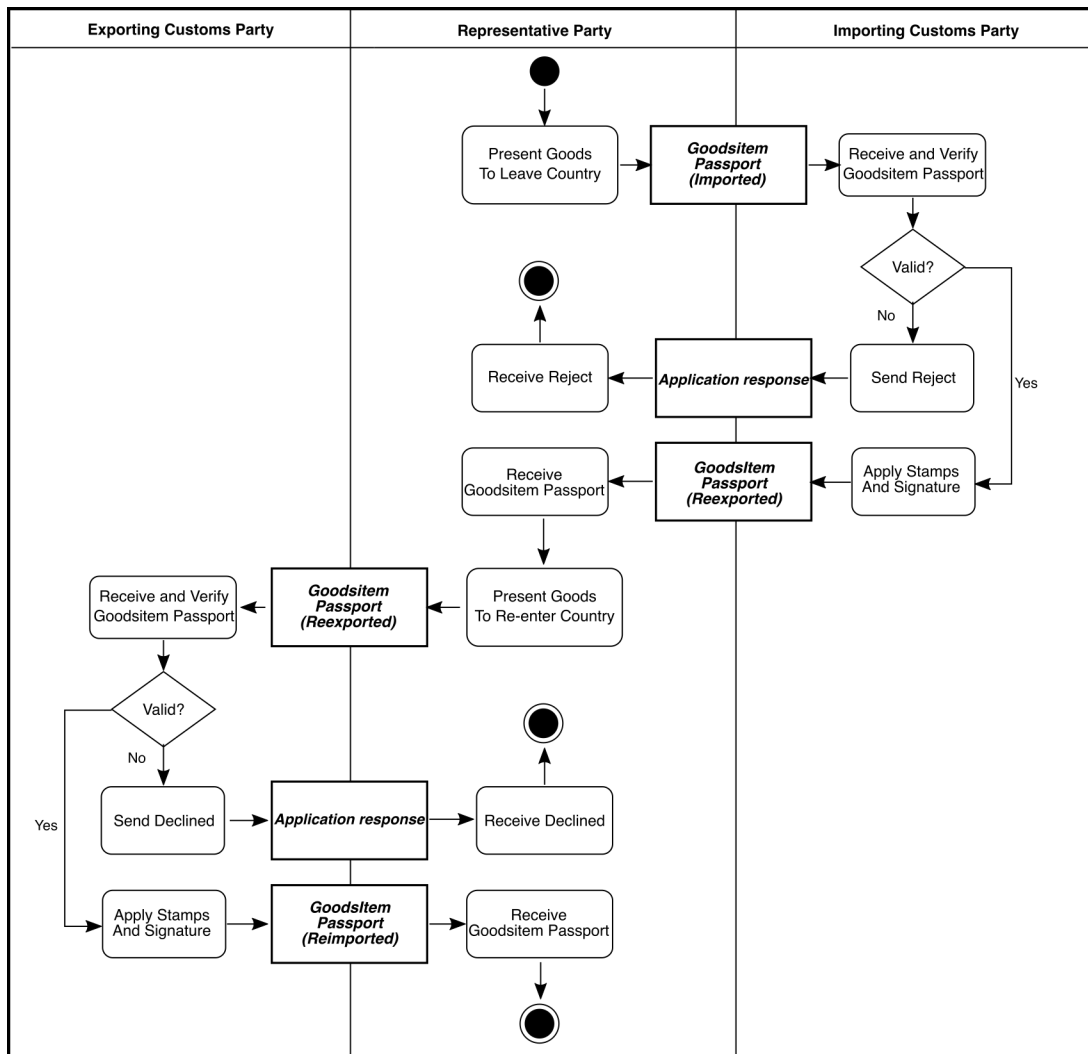 Exporting Customs Party
Representative Party
Importing Customs Party
Present Goods
To Leave Country
Goodsitem
Passport
(Imported)
Receive and Verify
Goodsitem Passport
Valid?
No
Yes
Receive Reject
Application response
Send Reject
Receive
Goodsitem Passport
GoodsItem
Passport
(Reexported)
Apply Stamps
And Signature
Receive and Verify
Goodsitem Passport
Goodsitem
Passport
(Reexported)
Present Goods
To Re-enter Country
Valid?
No
Yes
Send Declined
Application response
Receive Declined
Apply Stamps
And Signature
GoodsItem
Passport
(Reimported)
Receive
Goodsitem Passport